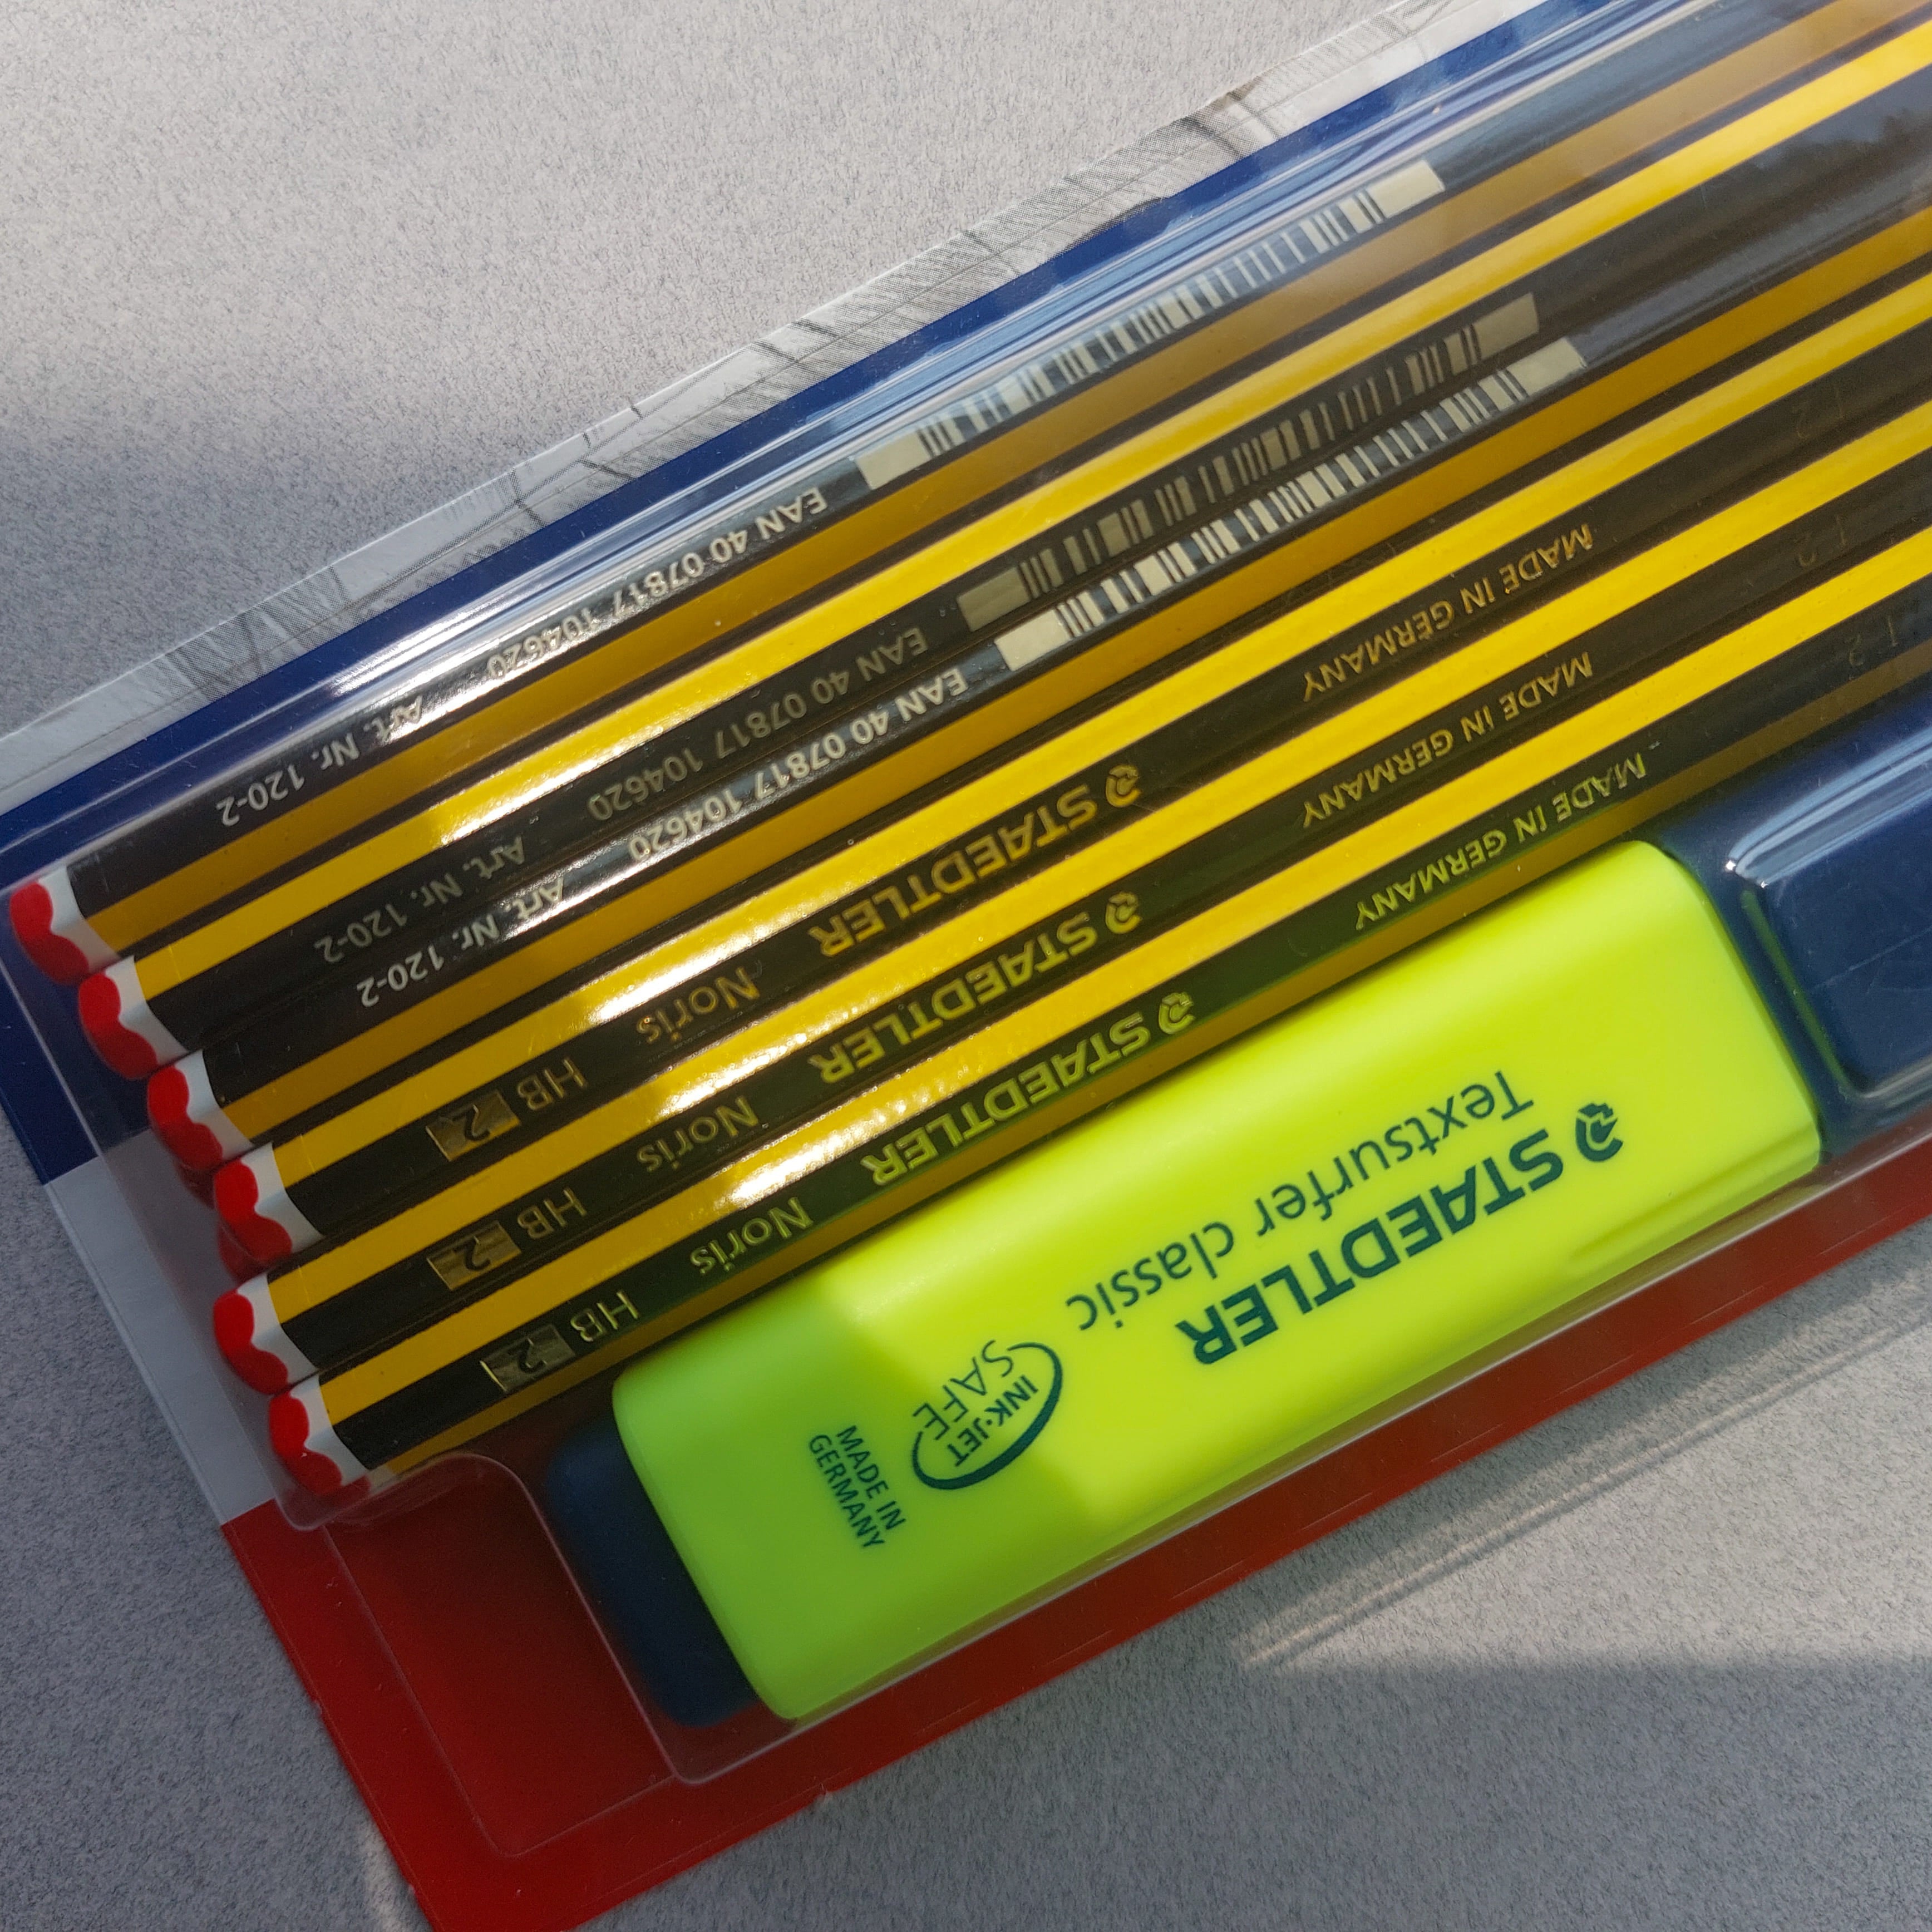 Art. Nr. 120-2 EAN 40 07817 104620
Art. Nr. 120-2 EAN 40 07817 104620
Art. Nr. 120-2 EAN 40 07817 104620
MADE IN GERMANY STAEDTLER Noris HB 2
MADE IN GERMANY STAEDTLER Noris HB 2
MADE IN GERMANY STAEDTLER Noris HB 2
STAEDTLER
Textsurfer classic
INK-JET
SAFE
MADE IN
GERMANY